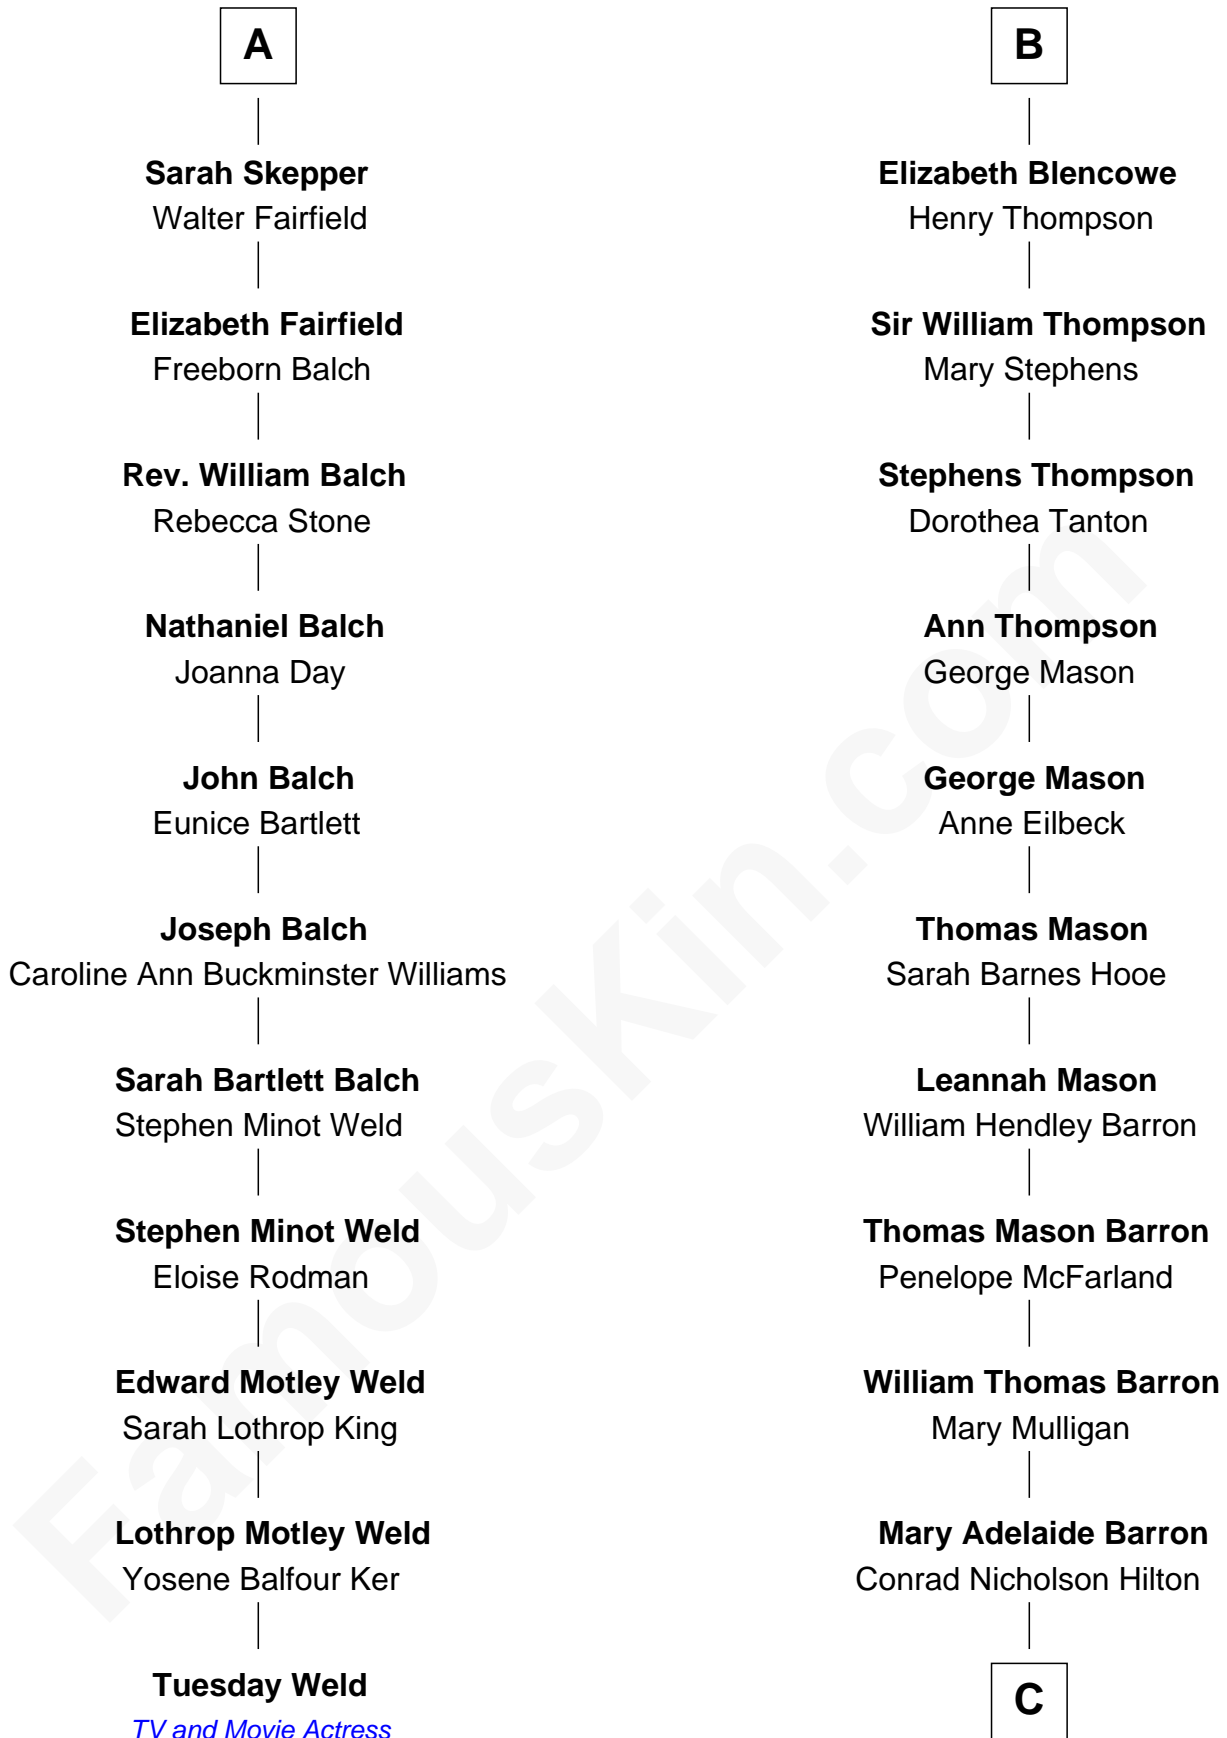 A
Sarah Skepper
Walter Fairfield
Elizabeth Fairfield
Freeborn Balch
Rev. William Balch
Rebecca Stone
Nathaniel Balch
Joanna Day
John Balch
Eunice Bartlett
Joseph Balch
Caroline Ann Buckminster Williams
Sarah Bartlett Balch
Stephen Minot Weld
Stephen Minot Weld
Eloise Rodman
Edward Motley Weld
Sarah Lothrop King
Lothrop Motley Weld
Yosene Balfour Ker
Tuesday Weld
TV and Movie Actress
B
Elizabeth Blencowe
Henry Thompson
Sir William Thompson
Mary Stephens
Stephens Thompson
Dorothea Tanton
Ann Thompson
George Mason
George Mason
Anne Eilbeck
Thomas Mason
Sarah Barnes Hooe
Leannah Mason
William Hendley Barron
Thomas Mason Barron
Penelope McFarland
William Thomas Barron
Mary Mulligan
Mary Adelaide Barron
Conrad Nicholson Hilton
C
FamousKin.com